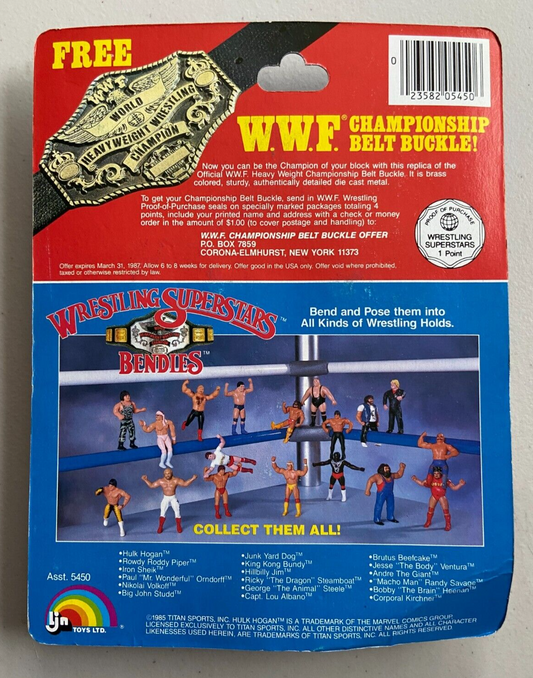 FREE
0
23582 05450
W.W.F.® CHAMPIONSHIP
BELT BUCKLE!
W.W.F.
WORLD
HEAVYWEIGHT WRESTLING
CHAMPION
Now you can be the Champion of your block with this replica of the
Official W.W.F. Heavy Weight Championship Belt Buckle. It is brass
colored, sturdy, authentically detailed die cast metal.
To get your Championship Belt Buckle, send in W.W.F. Wrestling
Proof-of-Purchase seals on specially marked packages totaling 4
points, include your printed name and address with a check or money
order in the amount of $1.00 (to cover postage and handling) to:
W.W.F. CHAMPIONSHIP BELT BUCKLE OFFER
P.O. BOX 7859
CORONA-ELMHURST, NEW YORK 11373
PROOF OF PURCHASE
WRESTLING
SUPERSTARS
1 Point
Offer expires March 31, 1987. Allow 6 to 8 weeks for delivery. Offer good in the USA only. Offer void where prohibited,
taxed or otherwise restricted by law.
WRESTLING SUPERSTARS™
BENDIES™
Bend and Pose them into
All Kinds of Wrestling Holds.
COLLECT THEM ALL!
Asst. 5450
•Hulk Hogan™
•Rowdy Roddy Piper™
•Iron Sheik™
•Paul "Mr. Wonderful" Orndorff™
•Nikolai Volkoff™
•Big John Studd™
•Junk Yard Dog™
•King Kong Bundy™
•Hillbilly Jim™
•Ricky "The Dragon" Steamboat™
•George "The Animal" Steele™
•Capt. Lou Albano™
•Brutus Beefcake™
•Jesse "The Body" Ventura™
•Andre The Giant™
•"Macho Man" Randy Savage™
•Bobby "The Brain" Heenan™
•Corporal Kirchner™
ljn
TOYS LTD.
©1985 TITAN SPORTS, INC. HULK HOGAN™ IS A TRADEMARK OF THE MARVEL COMICS GROUP
LICENSED EXCLUSIVELY TO TITAN SPORTS, INC. ALL OTHER DISTINCTIVE NAMES AND ALL CHARACTER
LIKENESSES USED HEREIN, ARE TRADEMARKS OF TITAN SPORTS, INC.